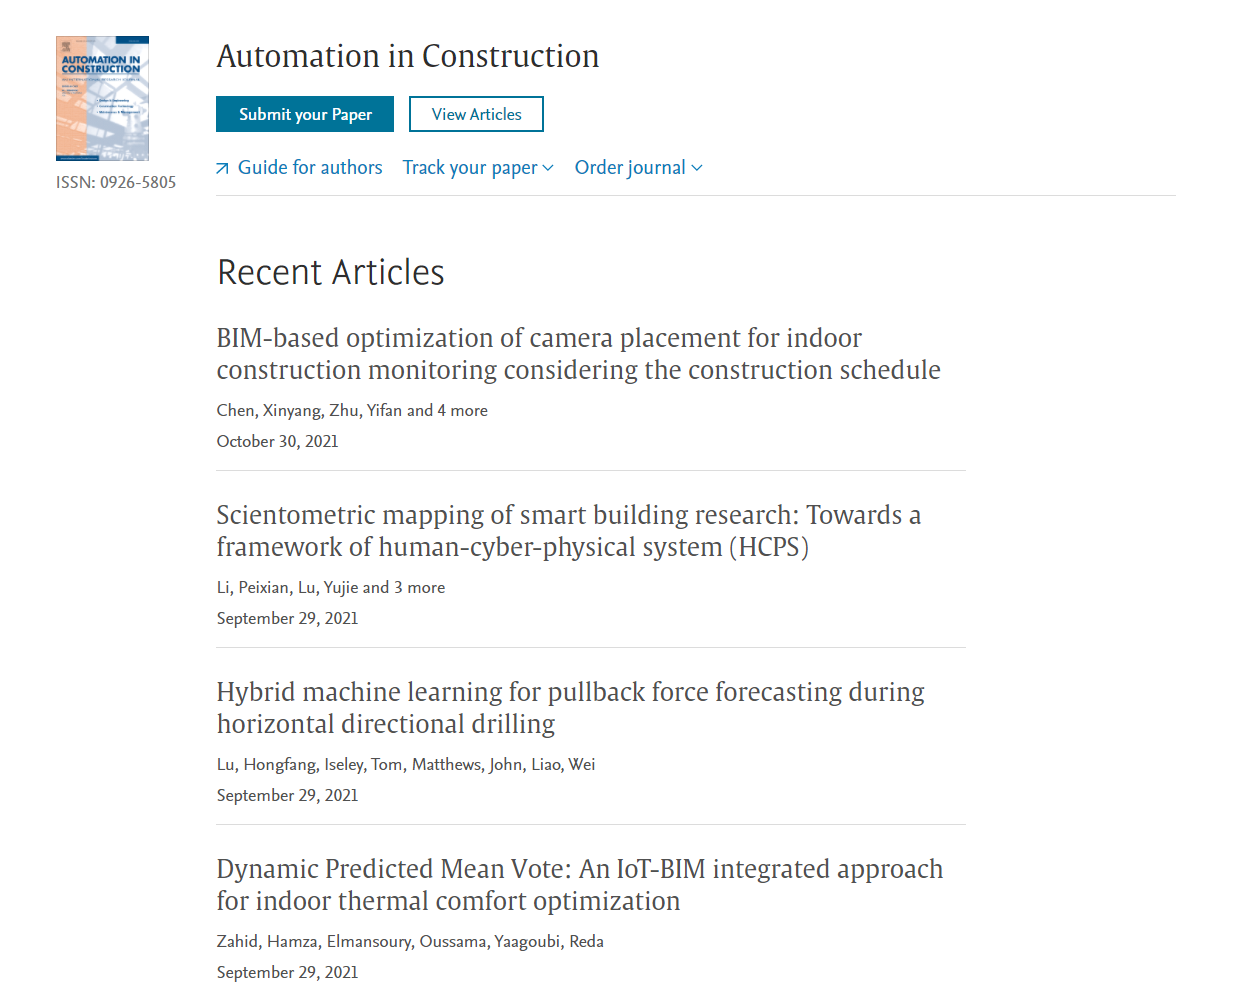 AUTOMATION IN
CONSTRUCTION
ISSN: 0926-5805
Automation in Construction
Submit your Paper
View Articles
Guide for authors
Track your paper
Order journal
Recent Articles
BIM-based optimization of camera placement for indoor
construction monitoring considering the construction schedule
Chen, Xinyang, Zhu, Yifan and 4 more
October 30, 2021
Scientometric mapping of smart building research: Towards a
framework of human-cyber-physical system (HCPS)
Li, Peixian, Lu, Yujie and 3 more
September 29, 2021
Hybrid machine learning for pullback force forecasting during
horizontal directional drilling
Lu, Hongfang, Iseley, Tom, Matthews, John, Liao, Wei
September 29, 2021
Dynamic Predicted Mean Vote: An IoT-BIM integrated approach
for indoor thermal comfort optimization
Zahid, Hamza, Elmansoury, Oussama, Yaagoubi, Reda
September 29, 2021